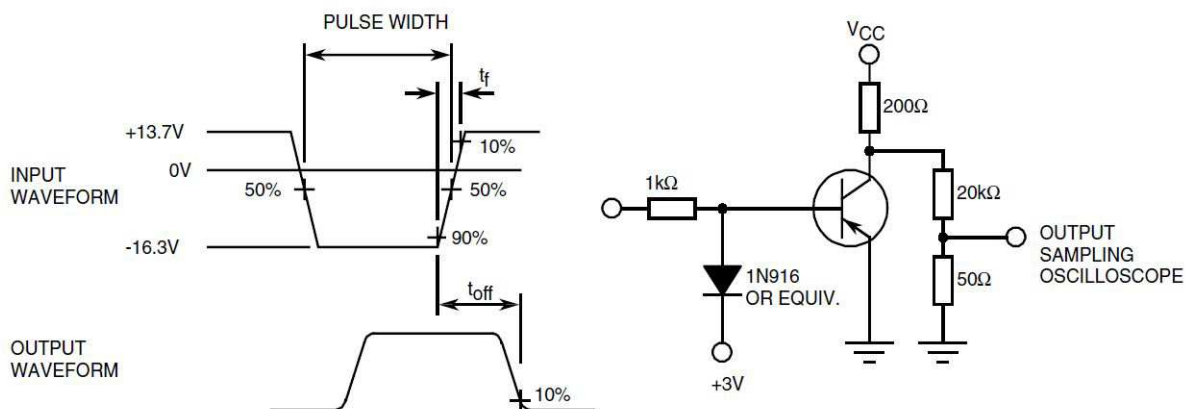 PULSE WIDTH
tf
+13.7V
10%
0V
INPUT
WAVEFORM
50%
50%
-16.3V
90%
toff
OUTPUT
WAVEFORM
10%
VCC
200Ω
1kΩ
20kΩ
OUTPUT
SAMPLING
OSCILLOSCOPE
1N916
OR EQUIV.
50Ω
+3V